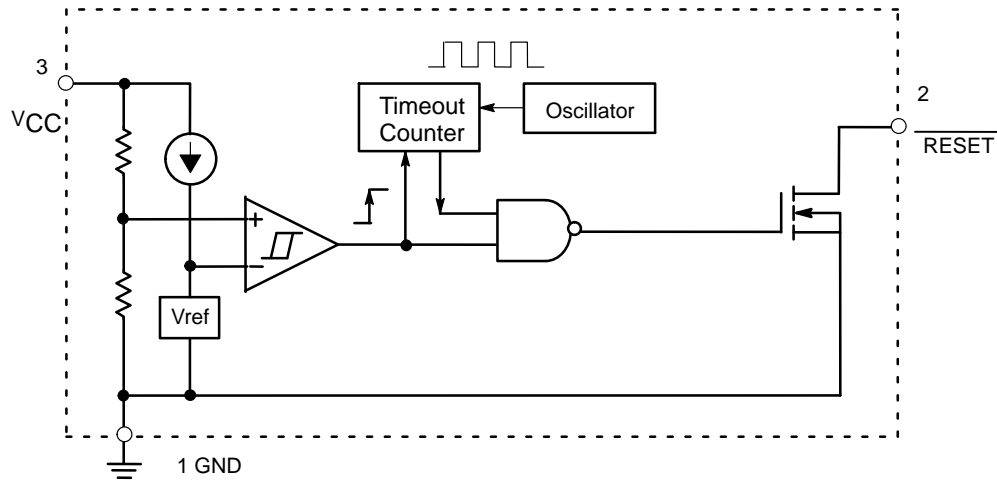 3
VCC
Timeout
Counter
Oscillator
2
RESET
+
−
Vref
1 GND